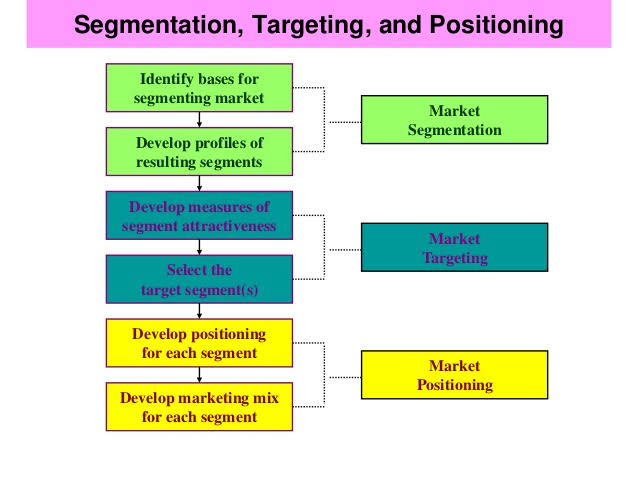 Segmentation, Targeting, and Positioning
Identify bases for
segmenting market
Develop profiles of
resulting segments
Market
Segmentation
Develop measures of
segment attractiveness
Select the
target segment(s)
Market
Targeting
Develop positioning
for each segment
Develop marketing mix
for each segment
Market
Positioning